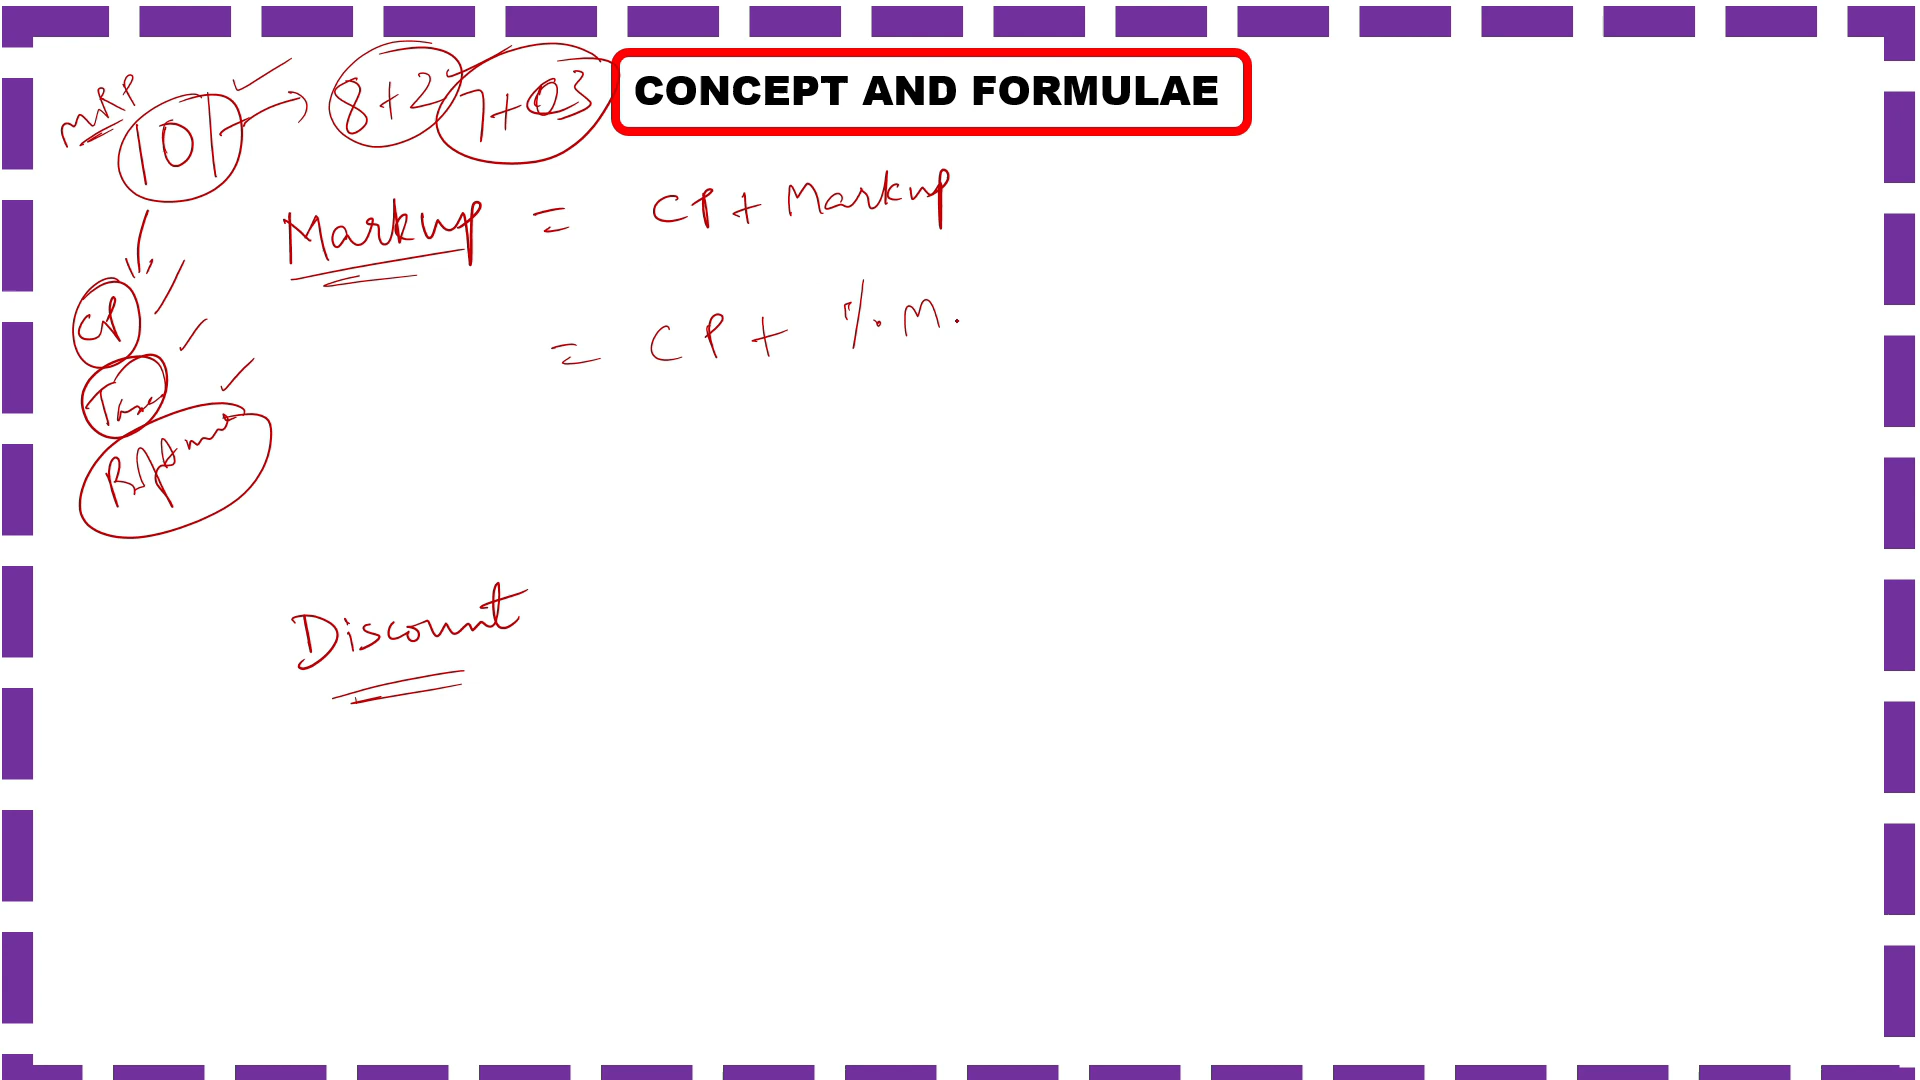 CONCEPT AND FORMULAE
MRP
10/ → 8+2 7+03
Markup = CP + Markup
= CP + % M.
CP
Tax
Discount